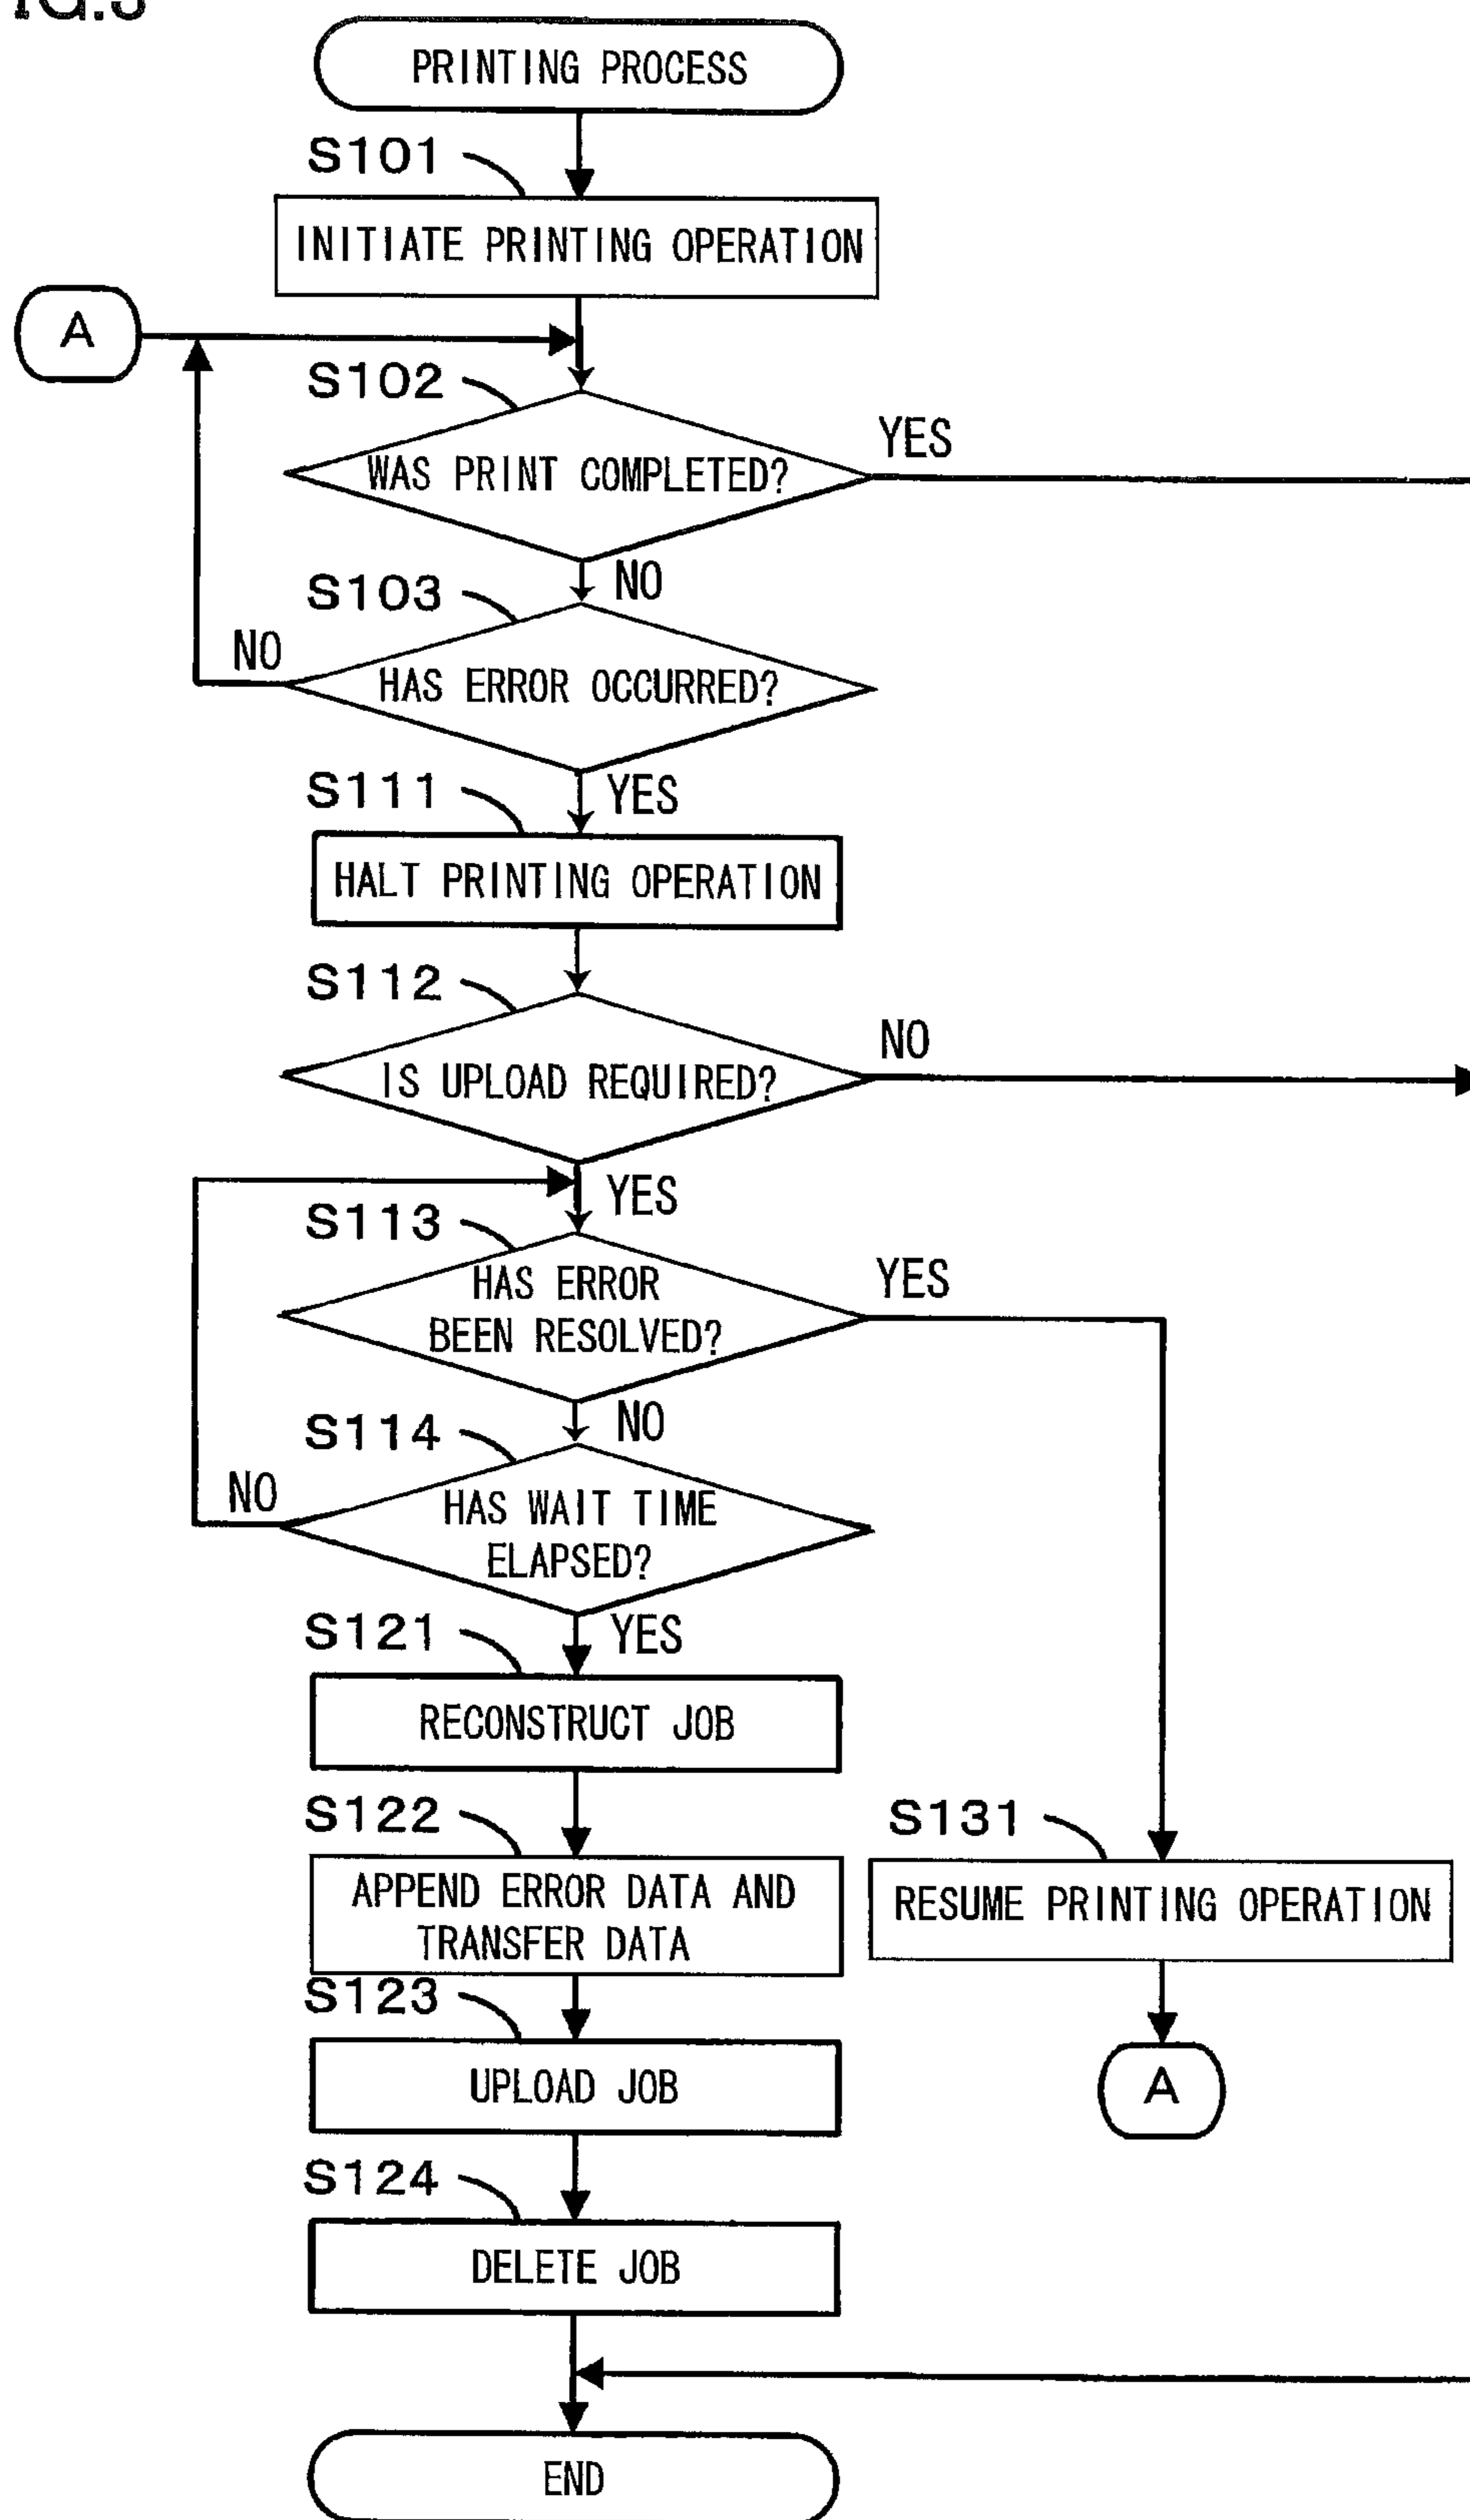 PRINTING PROCESS
S101
INITIATE PRINTING OPERATION
A
S102
WAS PRINT COMPLETED?
YES
NO
S103
HAS ERROR OCCURRED?
NO
YES
S111
HALT PRINTING OPERATION
S112
IS UPLOAD REQUIRED?
NO
YES
S113
HAS ERROR
BEEN RESOLVED?
YES
NO
S114
HAS WAIT TIME
ELAPSED?
NO
YES
S121
RECONSTRUCT JOB
S122
APPEND ERROR DATA AND
TRANSFER DATA
S131
RESUME PRINTING OPERATION
S123
UPLOAD JOB
A
S124
DELETE JOB
END